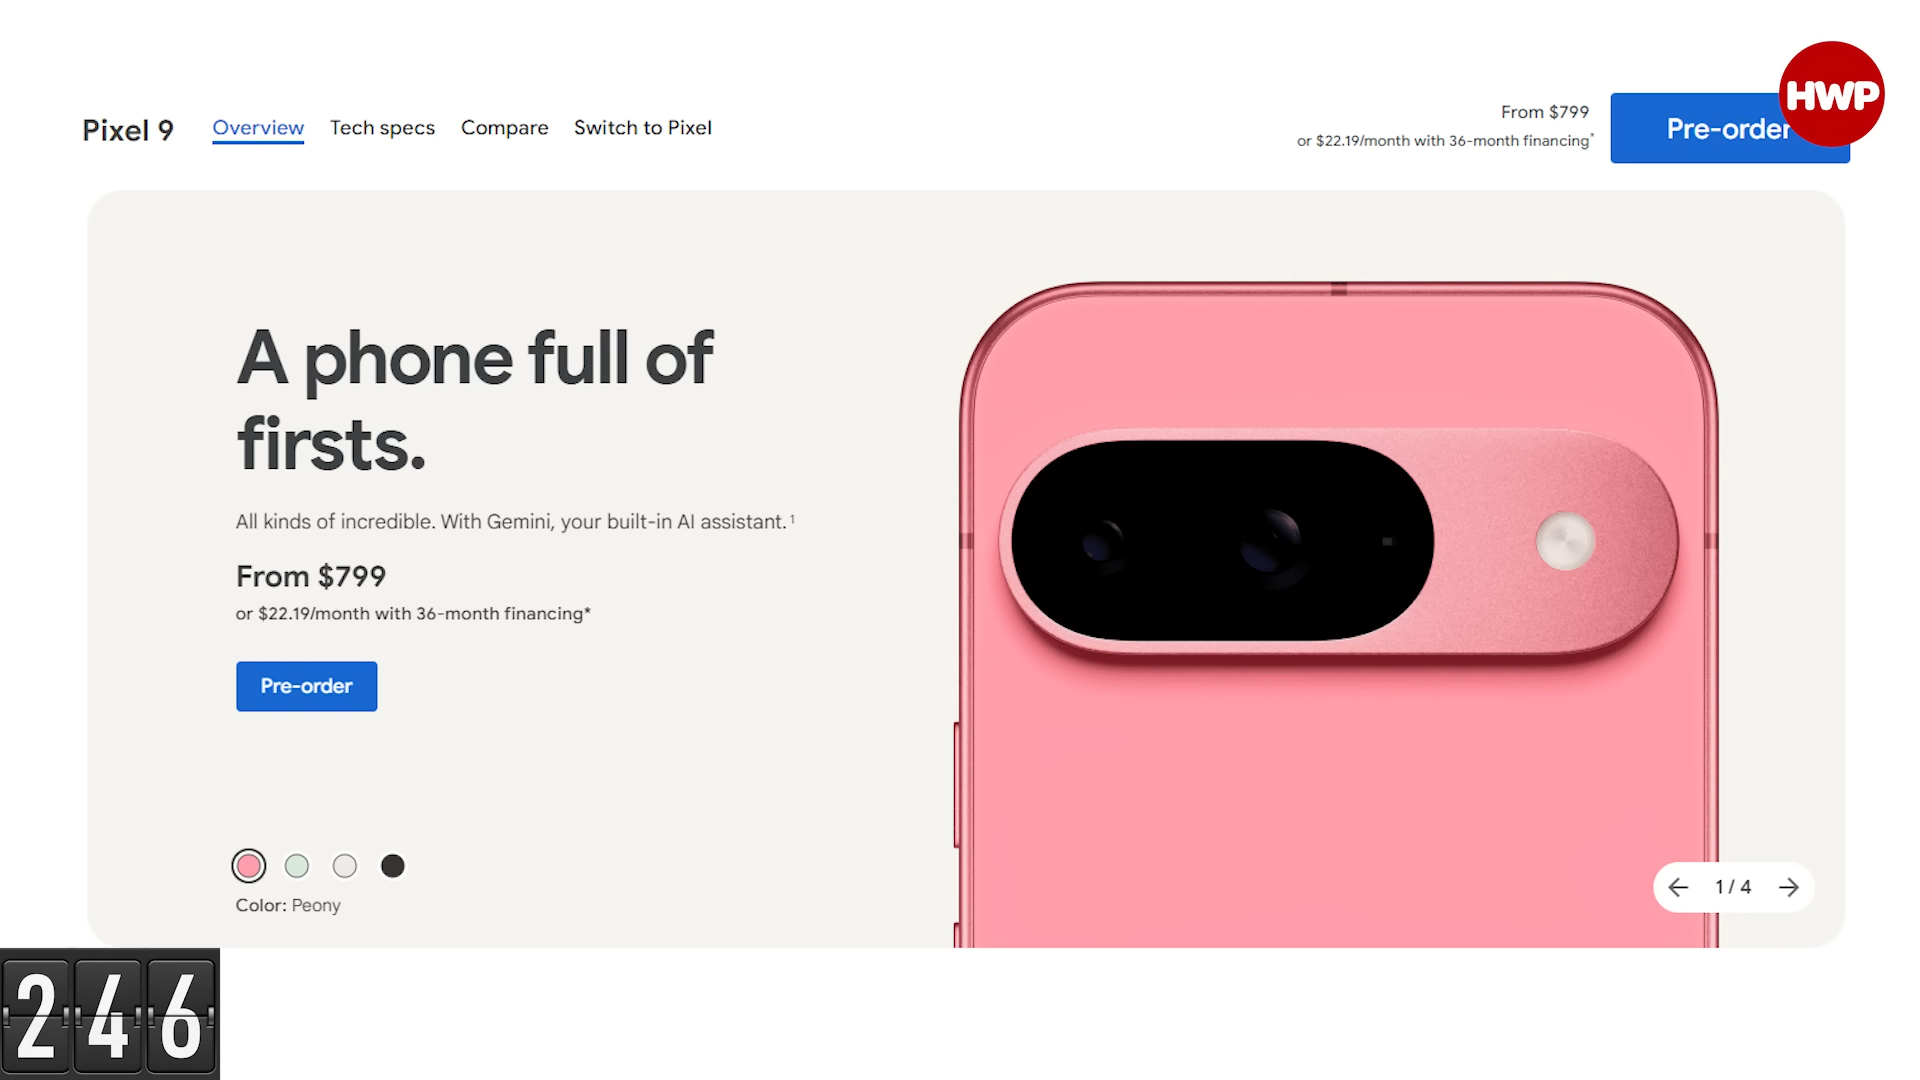 HWP
Pixel 9
Overview
Tech specs
Compare
Switch to Pixel
From $799
or $22.19/month with 36-month financing*
Pre-order
A phone full of
firsts.
All kinds of incredible. With Gemini, your built-in AI assistant.1
From $799
or $22.19/month with 36-month financing*
Pre-order
Color: Peony
1 / 4
246